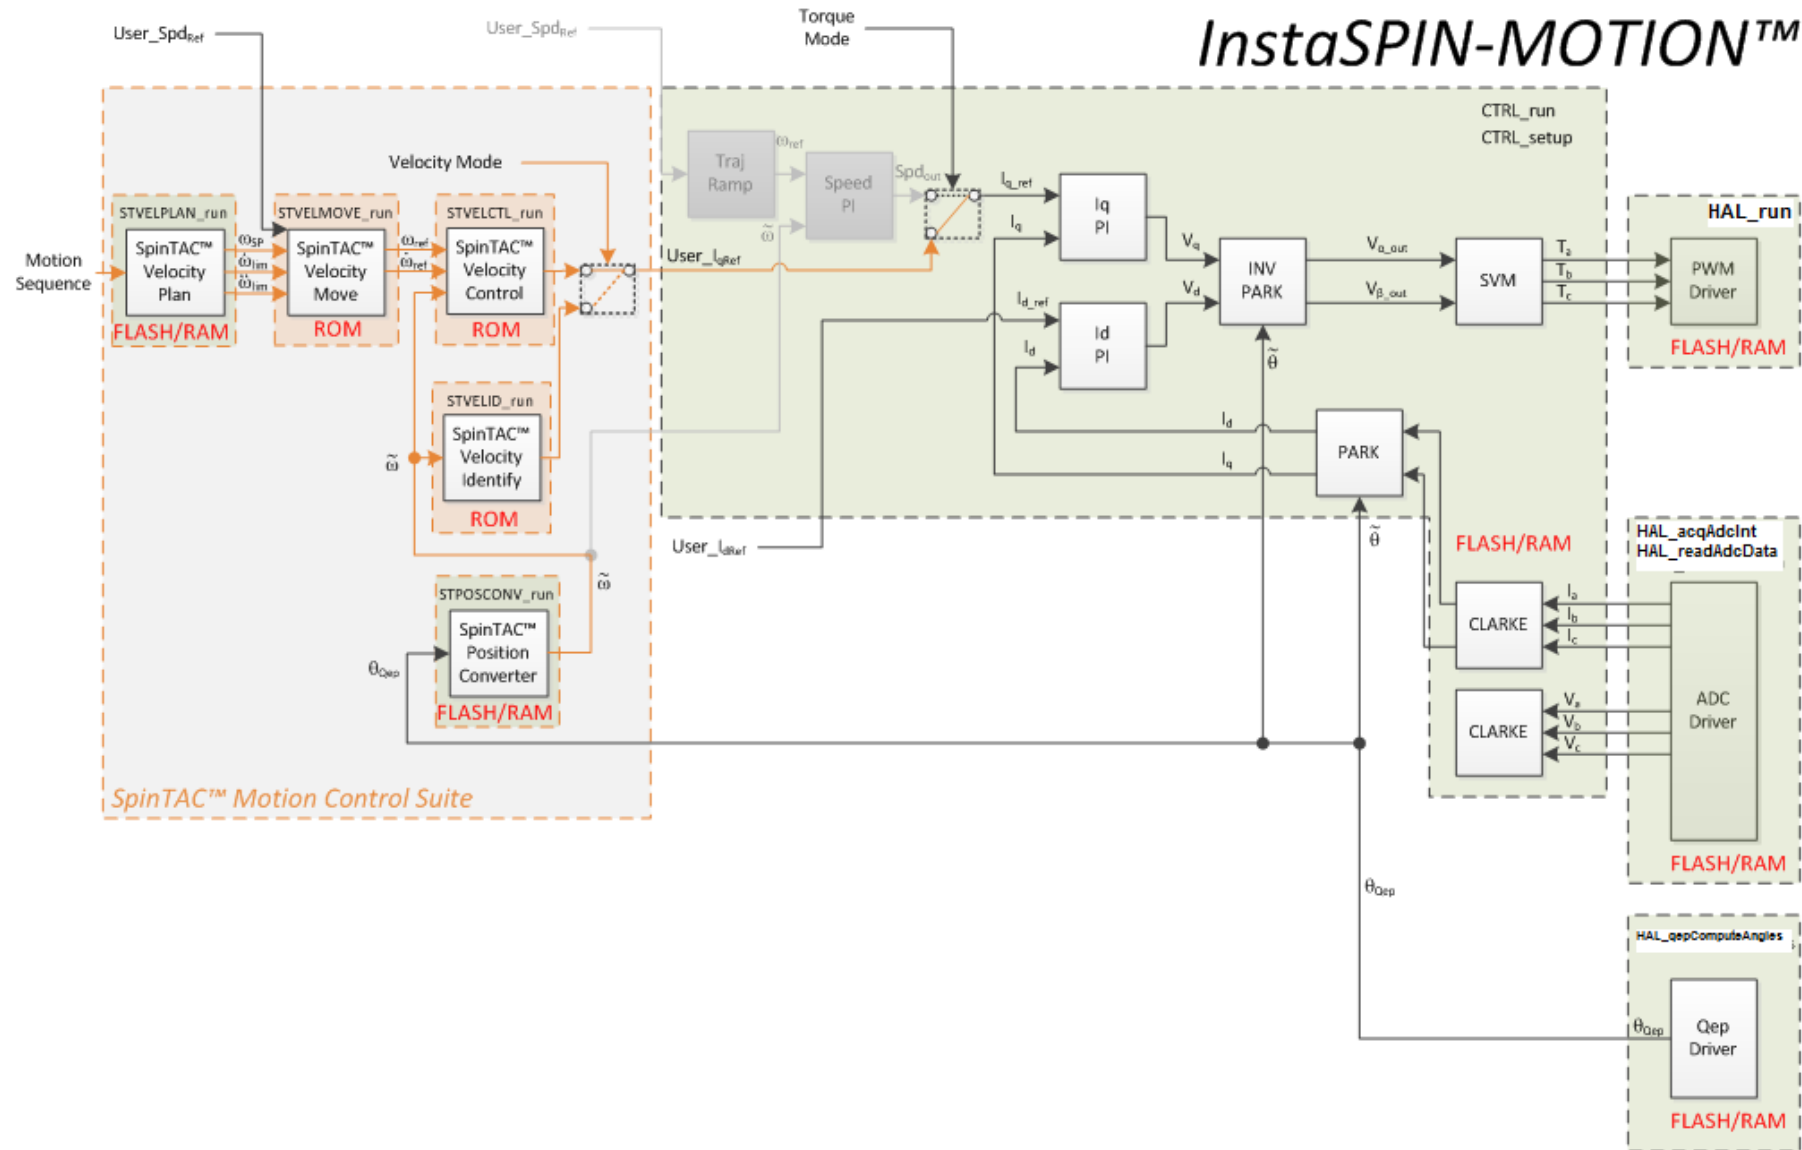 InstaSPIN-MOTION™
User_SpdRef
User_SpdRef
Torque
Mode
CTRL_run
CTRL_setup
Velocity Mode
Traj
Ramp
ωref
Speed
PI
Spdout
ω̃
Iq_ref
Iq
Iq
PI
Motion
Sequence
STVELPLAN_run
SpinTAC™
Velocity
Plan
FLASH/RAM
ωSP
ω̇lim
ω̈lim
STVELMOVE_run
SpinTAC™
Velocity
Move
ROM
ωref
ω̇ref
STVELCTL_run
SpinTAC™
Velocity
Control
ROM
User_IqRef
Id_ref
Id
Id
PI
Vq
Vd
INV
PARK
Vα_out
Vβ_out
SVM
Ta
Tb
Tc
HAL_run
PWM
Driver
FLASH/RAM
θ̃
STVELID_run
SpinTAC™
Velocity
Identify
ROM
ω̃
Id
Iq
PARK
θ̃
User_IdRef
ω̃
STPOSCONV_run
SpinTAC™
Position
Converter
FLASH/RAM
θQep
FLASH/RAM
CLARKE
Ia
Ib
Ic
CLARKE
Va
Vb
Vc
HAL_acqAdcInt
HAL_readAdcData
ADC
Driver
FLASH/RAM
SpinTAC™ Motion Control Suite
θQep
HAL_qepComputeAngles
θQep
Qep
Driver
FLASH/RAM